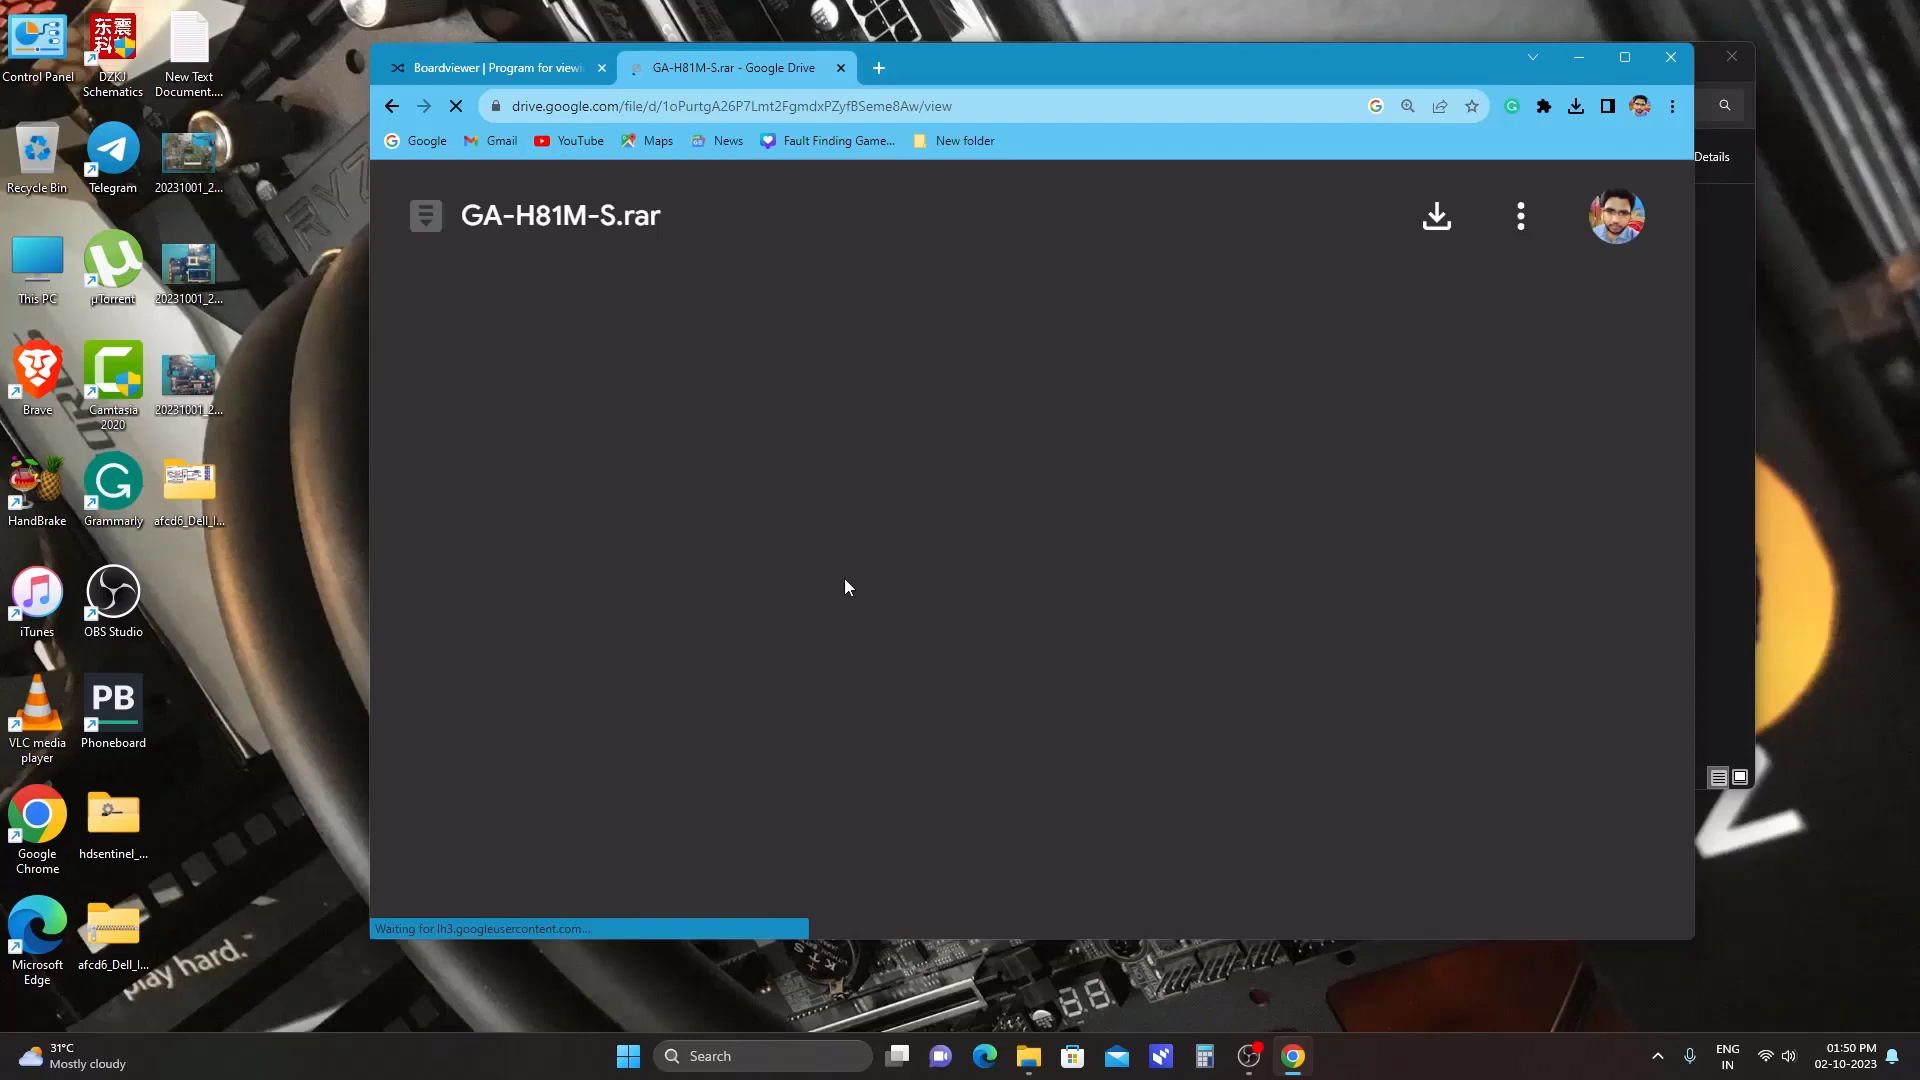 Control Panel
东震
科
DZKJ
Schematics
New Text
Document....
Recycle Bin
Telegram
20231001_2...
This PC
µTorrent
20231001_2...
Brave
Camtasia
2020
20231001_2...
HandBrake
Grammarly
afcd6_Dell_I...
iTunes
OBS Studio
PB
VLC media
player
Phoneboard
Google
Chrome
hdsentinel_...
Microsoft
Edge
afcd6_Dell_I...
play hard.
Boardviewer | Program for viewi
GA-H81M-S.rar - Google Drive
drive.google.com/file/d/1oPurtgA26P7Lmt2FgmdxPZyfBSeme8Aw/view
Google
Gmail
YouTube
Maps
News
Fault Finding Game...
New folder
Details
GA-H81M-S.rar
Waiting for lh3.googleusercontent.com...
31°C
Mostly cloudy
Search
ENG
IN
01:50 PM
02-10-2023